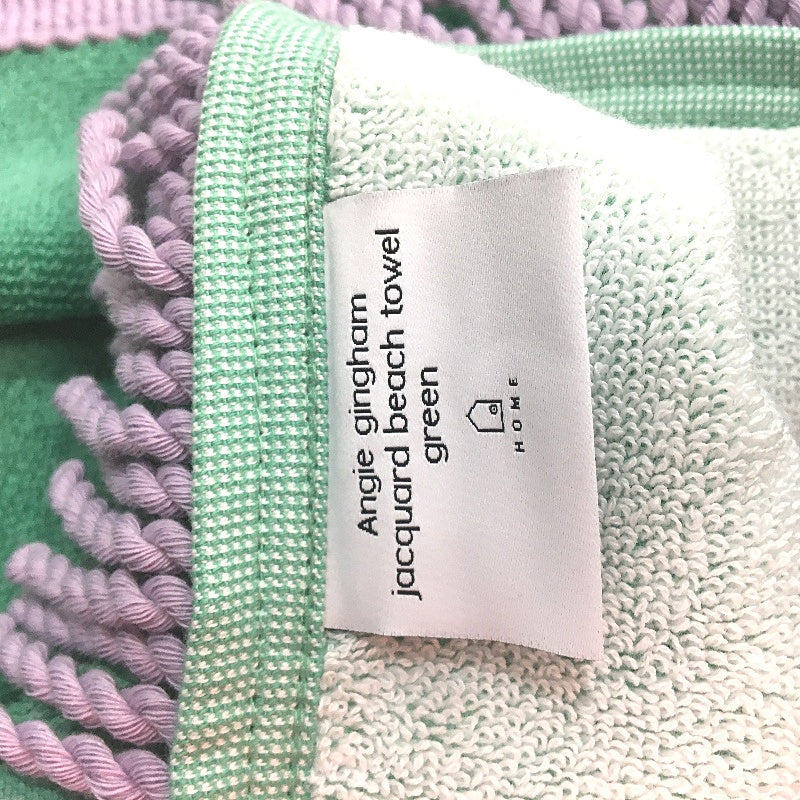 Angie gingham
jacquard beach towel
green
HOME